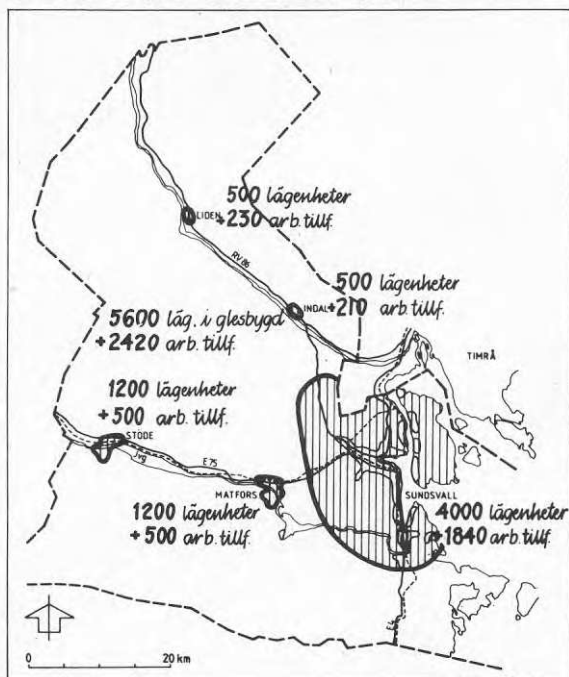 500 lägenheter
+230 arb. tillf.
LIDEN
RV 86
500 lägenheter
+210 arb. tillf.
INDAL
5600 läg. i glesbygd
+2420 arb. tillf.
TIMRÅ
1200 lägenheter
+500 arb. tillf.
STÖDE
Jvg
E 75
MATFORS
SUNDSVALL
1200 lägenheter
+500 arb. tillf.
4000 lägenheter
+1840 arb. tillf.
E4
0 20 km